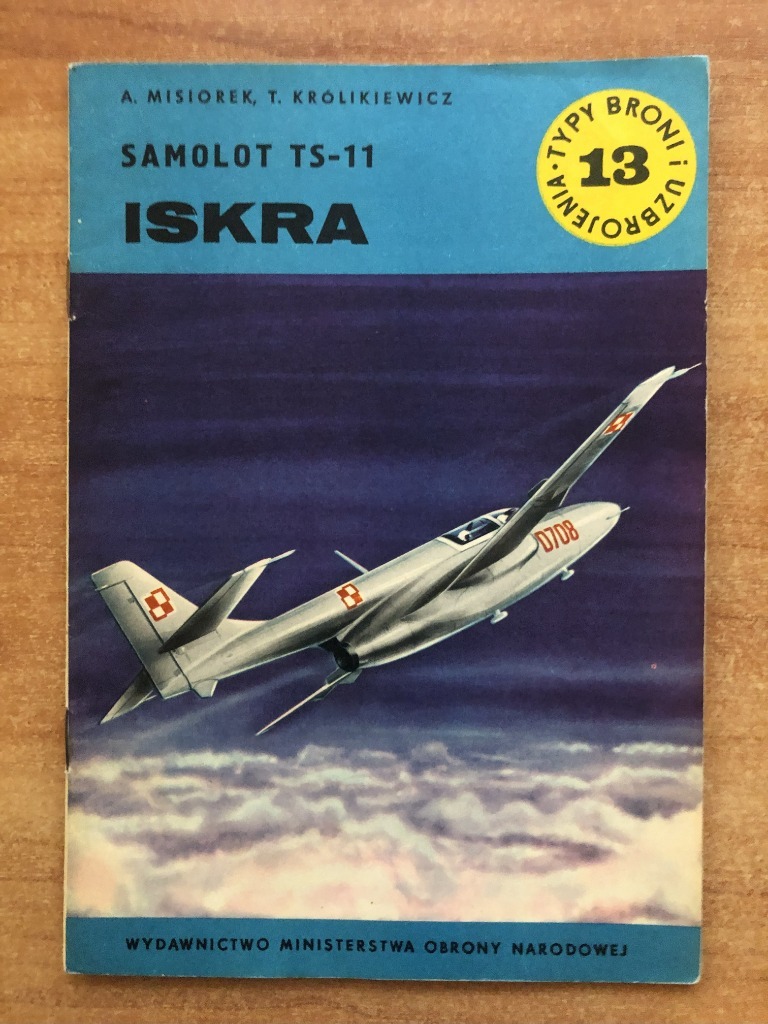 A. MISIOREK, T. KRÓLIKIEWICZ
SAMOLOT TS-11
ISKRA
TYPY BRONI i UZBROJENIA
13
0708
WYDAWNICTWO MINISTERSTWA OBRONY NARODOWEJ